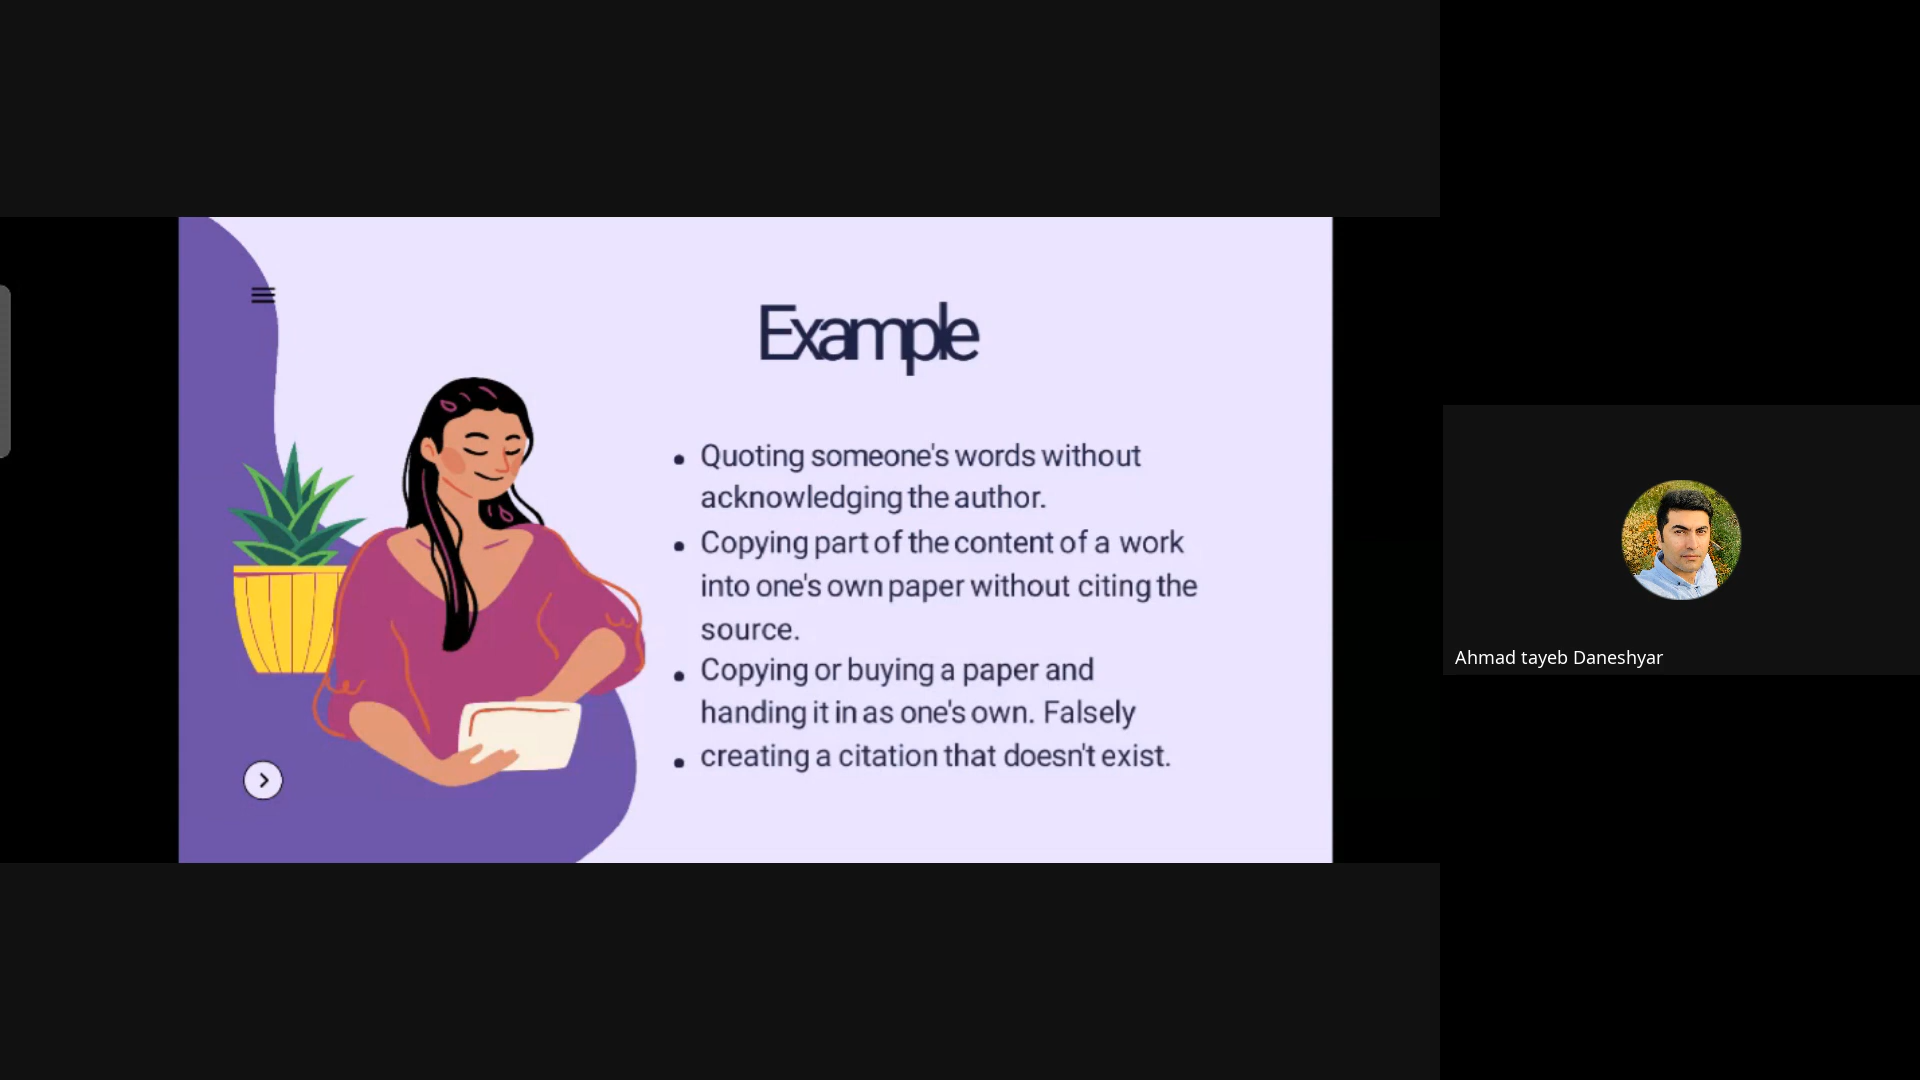 Example
• Quoting someone's words without
acknowledging the author.
• Copying part of the content of a work
into one's own paper without citing the
source.
• Copying or buying a paper and
handing it in as one's own. Falsely
• creating a citation that doesn't exist.
Ahmad tayeb Daneshyar